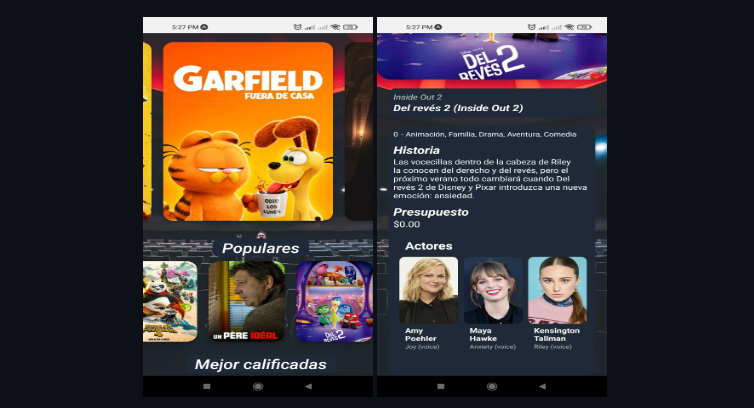 5:27 PM
GARFIELD
FUERA DE CASA
ODIO
LOS
LUNES
Populares
UN PÈRE IDÉAL
DEL
REVÉS 2
Mejor calificadas
5:27 PM
DEL
REVÉS 2
Inside Out 2
Del revés 2 (Inside Out 2)
0 - Animación, Familia, Drama, Aventura, Comedia
Historia
Las vocecillas dentro de la cabeza de Riley
la conocen del derecho y del revés, pero el
próximo verano todo cambiará cuando Del
revés 2 de Disney y Pixar introduzca una nueva
emoción: ansiedad.
Presupuesto
$0.00
Actores
Amy
Poehler
Joy (voice)
Maya
Hawke
Anxiety (voice)
Kensington
Tallman
Riley (voice)